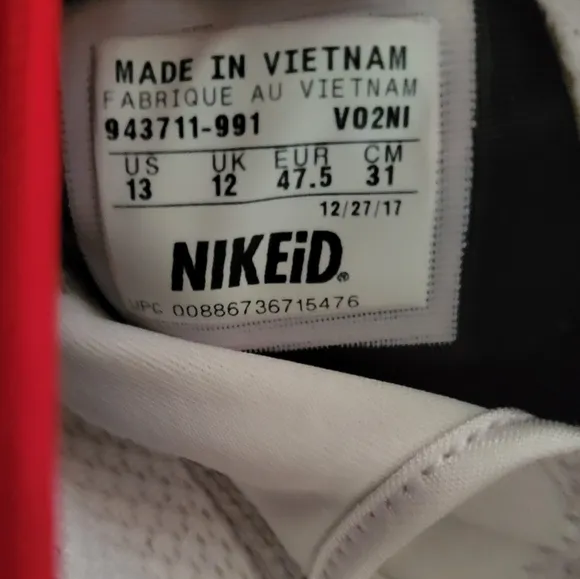 MADE IN VIETNAM
FABRIQUE AU VIETNAM
943711-991 V02NI
US UK EUR CM
13 12 47.5 31
12/27/17
NIKEiD®
UPC 00886736715476